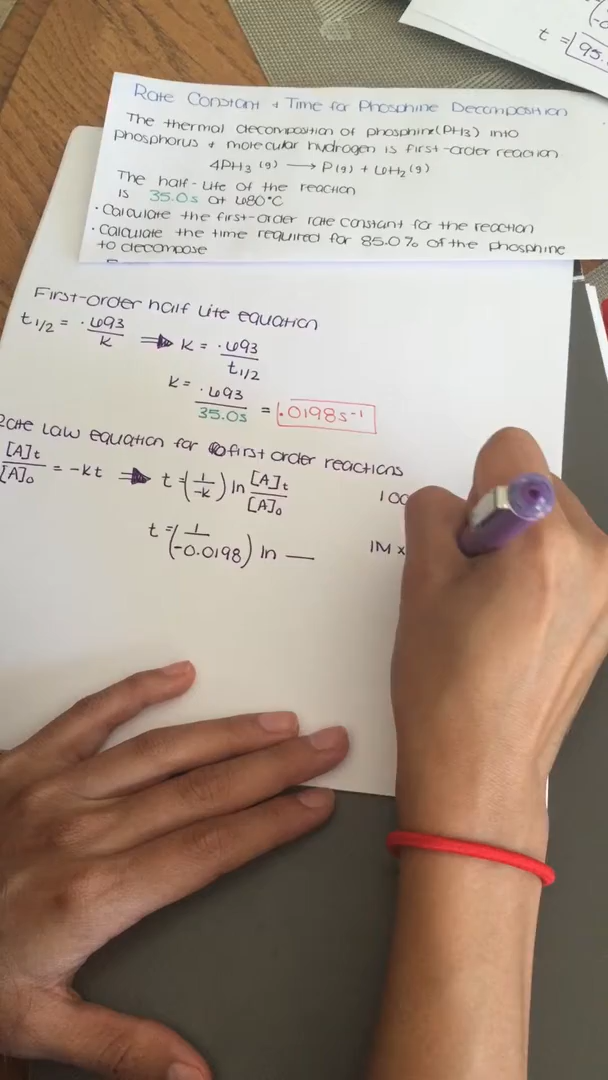 t = 95.
Rate Constant + Time for Phosphine Decomposition
The thermal decomposition of phosphine(PH3) into
phosphorus + molecular hydrogen is first-order reaction
4PH3 (g) → P(g) + 6H2(g)
The half-life of the reaction
is 35.0s at 680°C
• Calculate the first-order rate constant for the reaction
• Calculate the time required for 85.0% of the phosphine
to decompose
First-order half life equation
t1/2 = .693/k ⇒ k = .693/t1/2
k = .693/35.0s = .0198s⁻¹
Rate Law equation for first order reactions
[A]t/[A]₀ = -kt ⇒ t = (1/-k) ln [A]t/[A]₀
100
t = (1/-0.0198) ln —
1M x